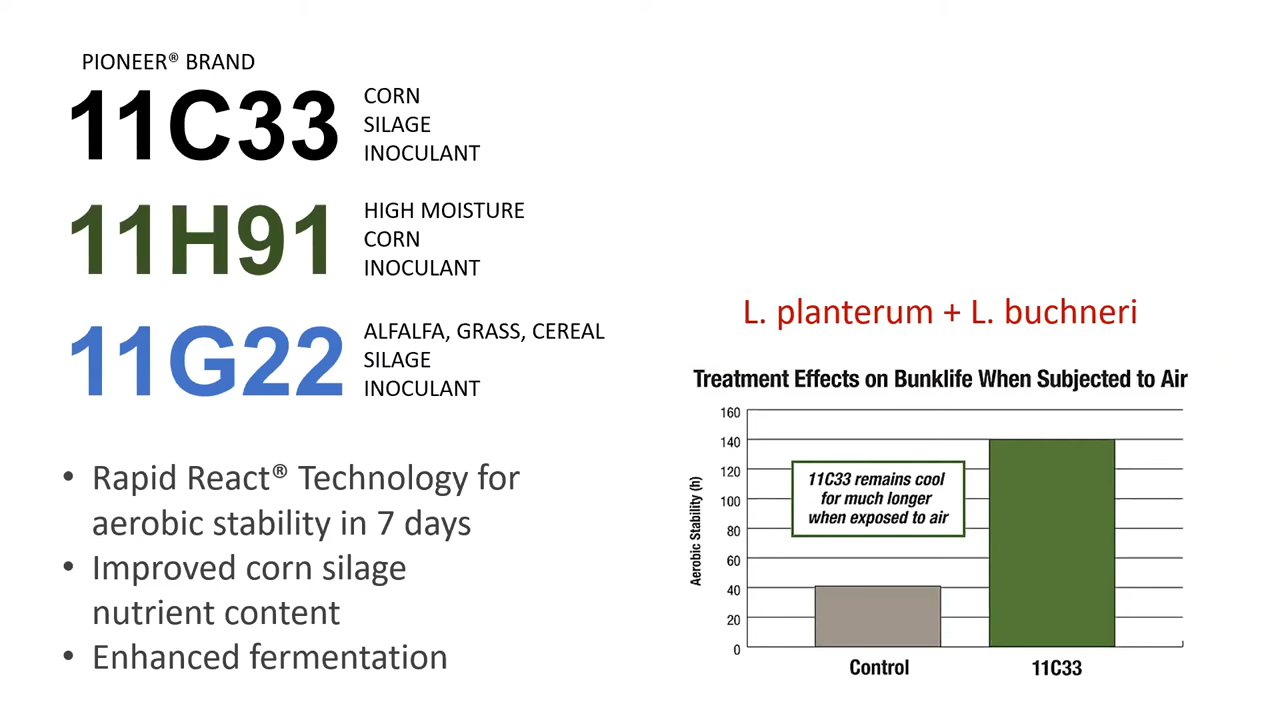 PIONEER® BRAND
11C33
CORN
SILAGE
INOCULANT
11H91
HIGH MOISTURE
CORN
INOCULANT
11G22
ALFALFA, GRASS, CEREAL
SILAGE
INOCULANT
• Rapid React® Technology for
aerobic stability in 7 days
• Improved corn silage
nutrient content
• Enhanced fermentation
L. planterum + L. buchneri
Treatment Effects on Bunklife When Subjected to Air
Aerobic Stability (h)
160
140
120
100
80
60
40
20
0
11C33 remains cool
for much longer
when exposed to air
Control
11C33